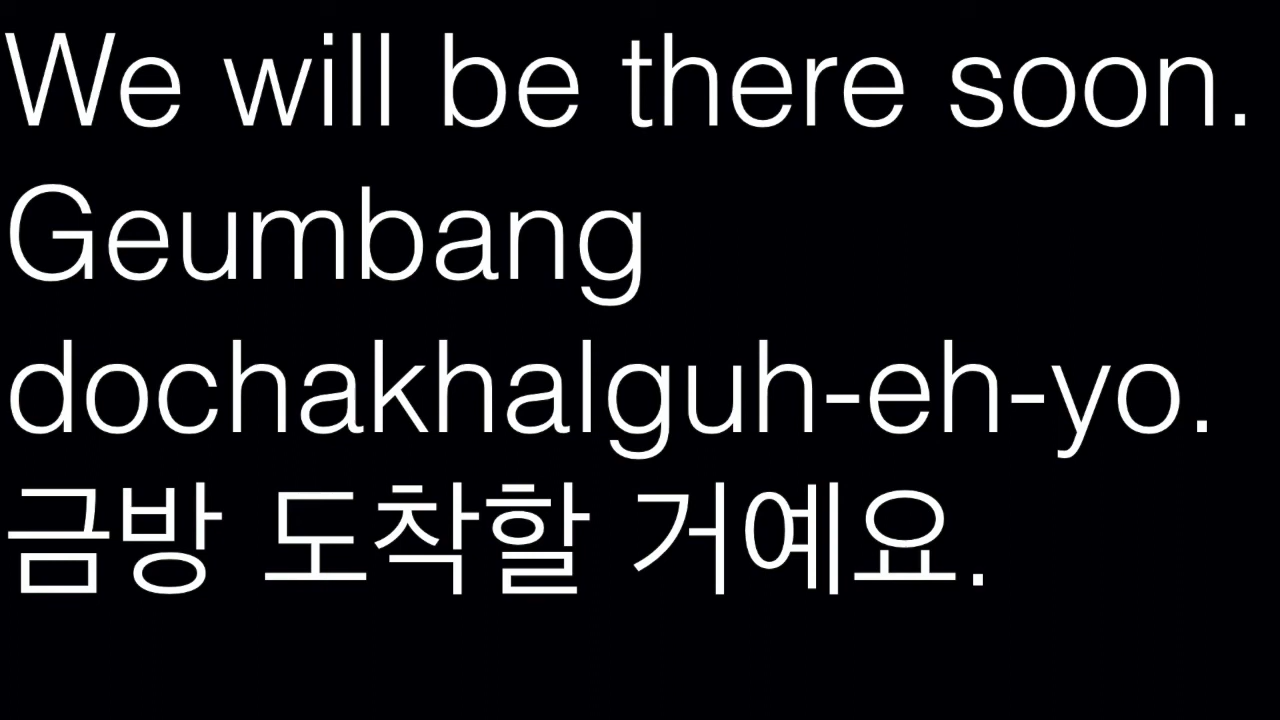 We will be there soon.
Geumbang
dochakhalguh-eh-yo.
금방 도착할 거예요.